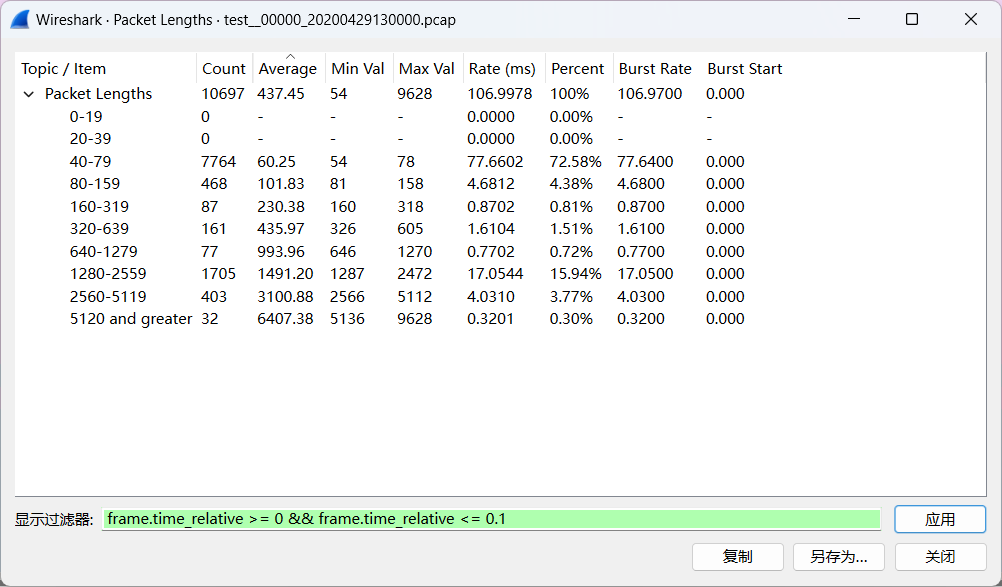 Wireshark · Packet Lengths · test__00000_20200429130000.pcap
Topic / Item Count Average Min Val Max Val Rate (ms) Percent Burst Rate Burst Start
Packet Lengths 10697 437.45 54 9628 106.9978 100% 106.9700 0.000
0-19 0 - - - 0.0000 0.00% - -
20-39 0 - - - 0.0000 0.00% - -
40-79 7764 60.25 54 78 77.6602 72.58% 77.6400 0.000
80-159 468 101.83 81 158 4.6812 4.38% 4.6800 0.000
160-319 87 230.38 160 318 0.8702 0.81% 0.8700 0.000
320-639 161 435.97 326 605 1.6104 1.51% 1.6100 0.000
640-1279 77 993.96 646 1270 0.7702 0.72% 0.7700 0.000
1280-2559 1705 1491.20 1287 2472 17.0544 15.94% 17.0500 0.000
2560-5119 403 3100.88 2566 5112 4.0310 3.77% 4.0300 0.000
5120 and greater 32 6407.38 5136 9628 0.3201 0.30% 0.3200 0.000
显示过滤器: frame.time_relative >= 0 && frame.time_relative <= 0.1 应用
复制 另存为... 关闭